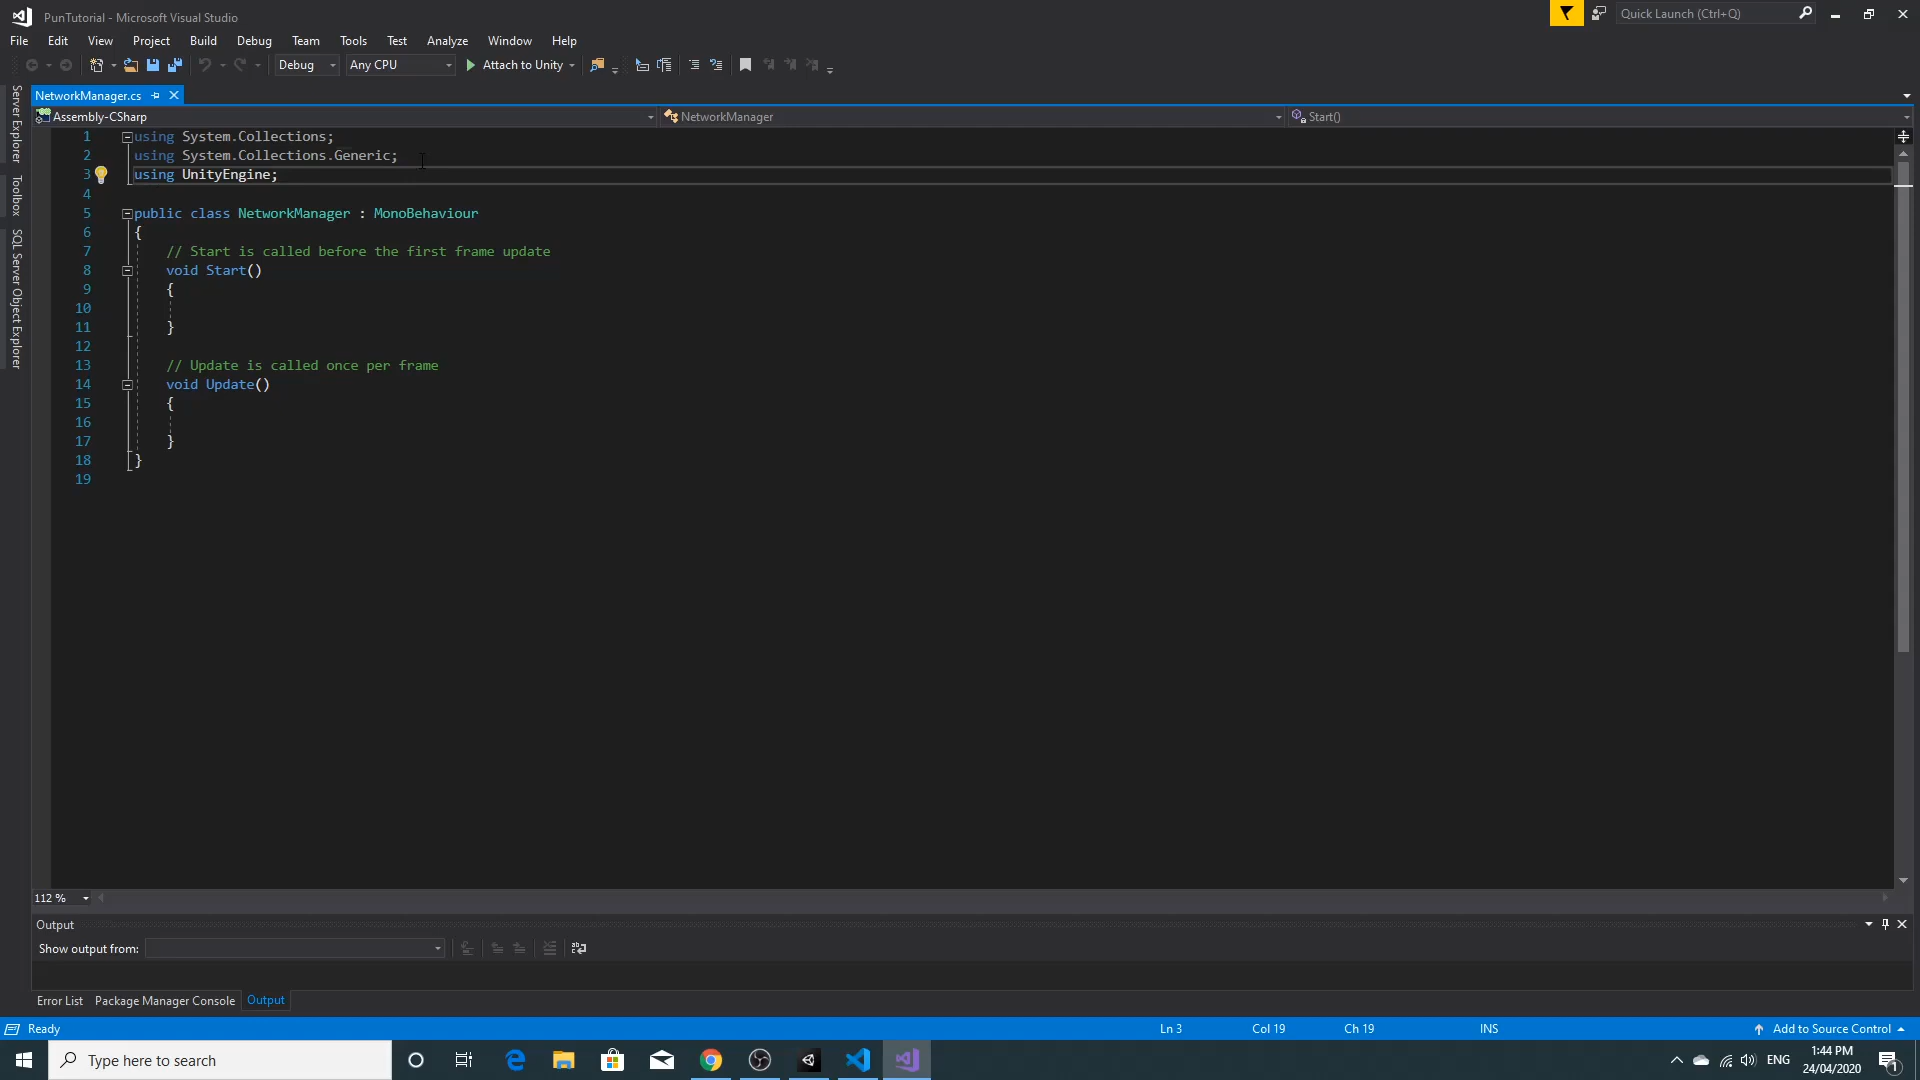 PunTutorial - Microsoft Visual Studio
Quick Launch (Ctrl+Q)
File Edit View Project Build Debug Team Tools Test Analyze Window Help
Debug Any CPU Attach to Unity
Server Explorer
Toolbox
SQL Server Object Explorer
NetworkManager.cs
Assembly-CSharp NetworkManager Start()
1 using System.Collections;
2 using System.Collections.Generic;
3 using UnityEngine;
4
5 public class NetworkManager : MonoBehaviour
6 {
7 // Start is called before the first frame update
8 void Start()
9 {
10
11 }
12
13 // Update is called once per frame
14 void Update()
15 {
16
17 }
18 }
19
112 %
Output
Show output from:
Error List Package Manager Console Output
Ready Ln 3 Col 19 Ch 19 INS Add to Source Control
Type here to search ENG 1:44 PM
24/04/2020 1